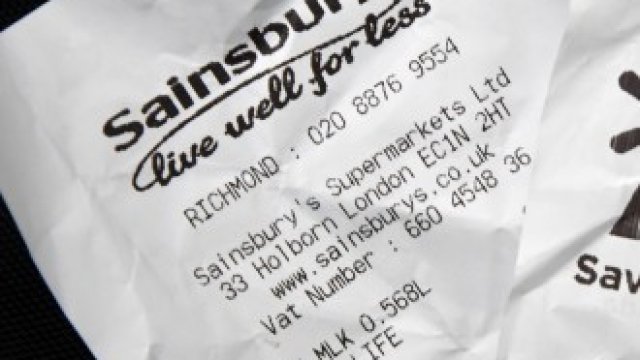 Sainsbury
live well for less
RICHMOND : 020 8876 9554
Sainsbury's Supermarkets Ltd
33 Holborn London EC1N 2HT
www.sainsburys.co.uk
Vat Number : 660 4548 36
MLK 0.568L
LIFE
Sav